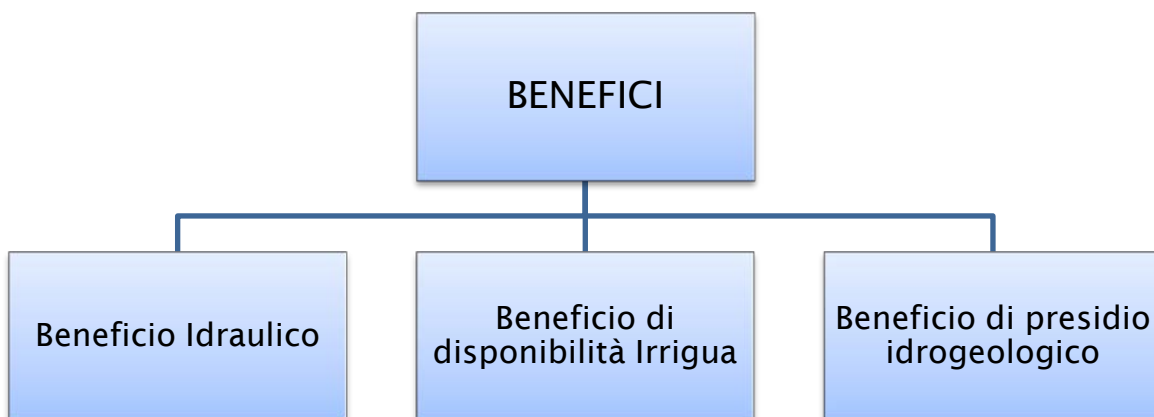 BENEFICI
Beneficio Idraulico
Beneficio di
disponibilità Irrigua
Beneficio di presidio
idrogeologico